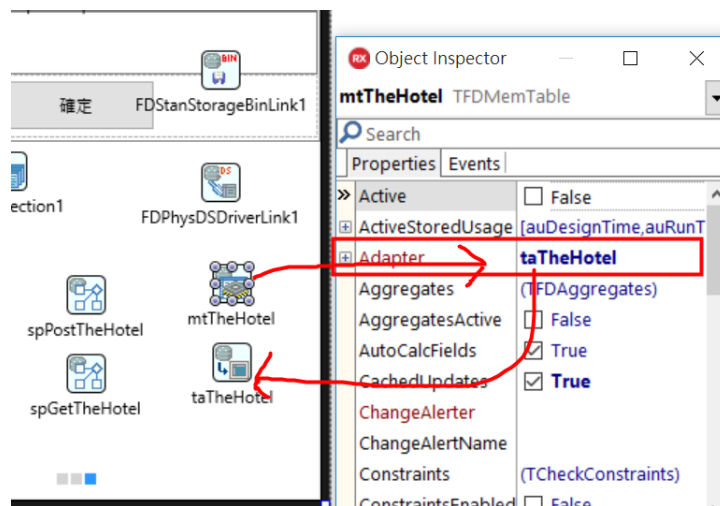 BIN
FDStanStorageBinLink1
確定
ection1
DS
FDPhysDSDriverLink1
spPostTheHotel
mtTheHotel
spGetTheHotel
taTheHotel
RX Object Inspector
mtTheHotel TFDMemTable
Search
Properties Events
Active False
ActiveStoredUsage [auDesignTime,auRunT
Adapter taTheHotel
Aggregates (TFDAggregates)
AggregatesActive False
AutoCalcFields True
CachedUpdates True
ChangeAlerter
ChangeAlertName
Constraints (TCheckConstraints)
ConstraintsEnabled False